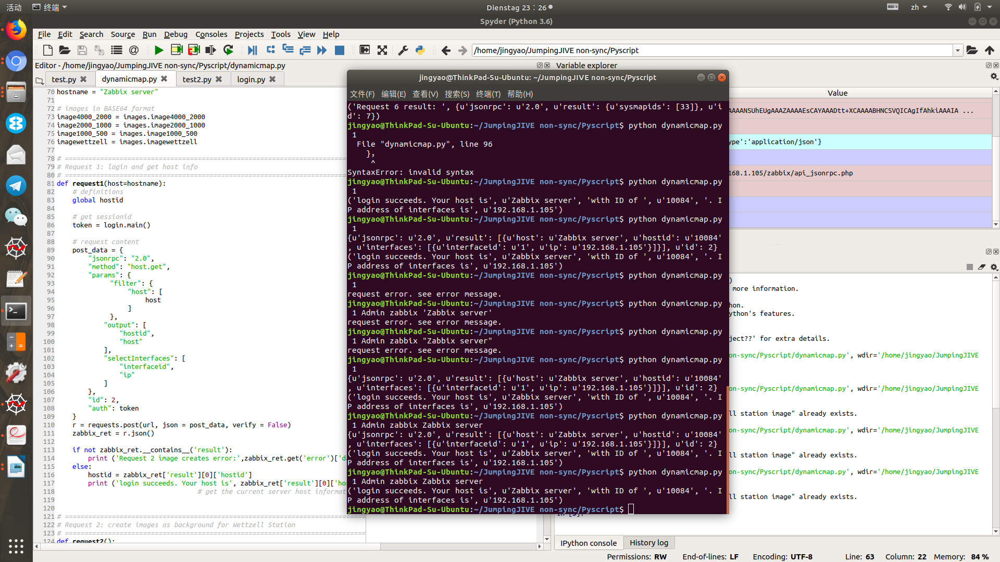 活动
终端
Dienstag 23：26
zh
Spyder (Python 3.6)
File Edit Search Source Run Debug Consoles Projects Tools View Help
/home/jingyao/JumpingJIVE non-sync/Pyscript
Editor - /home/jingyao/JumpingJIVE non-sync/Pyscript/dynamicmap.py
test.py dynamicmap.py test2.py login.py
70 hostname = "Zabbix server"
71
72 # images in BASE64 format
73 image4000_2000 = images.image4000_2000
74 image2000_1000 = images.image2000_1000
75 image1000_500 = images.image1000_500
76 imagewettzell = images.imagewettzell
77
78 # ==========================================================================
79 # Request 1: login and get host info
80 # ==========================================================================
81 def request1(host=hostname):
82 # definitions
83 global hostid
84
85 # get sessionid
86 token = login.main()
87
88 # request content
89 post_data = {
90 "jsonrpc": "2.0",
91 "method": "host.get",
92 "params": {
93 "filter": {
94 "host": [
95 host
96 ]
97 },
98 "output": [
99 "hostid",
100 "host"
101 ],
102 "selectInterfaces": [
103 "interfaceid",
104 "ip"
105 ]
106 },
107 "id": 2,
108 "auth": token
109 }
110 r = requests.post(url, json = post_data, verify = False)
111 zabbix_ret = r.json()
112
113 if not zabbix_ret.__contains__('result'):
114 print ('Request 2 image creates error:',zabbix_ret.get('error')['d
115 else:
116 hostid = zabbix_ret['result'][0]['hostid']
117 print ('login succeeds. Your host is', zabbix_ret['result'][0]['ho
118 # get the current server host informat
119
120
121 # ===============================================================================
122 # Request 2: create images as background for Wettzell Station
123 # ===============================================================================
124 def request2():
jingyao@ThinkPad-Su-Ubuntu: ~/JumpingJIVE non-sync/Pyscript
文件(F) 编辑(E) 查看(V) 搜索(S) 终端(T) 帮助(H)
('Request 6 result: ', {u'jsonrpc': u'2.0', u'result': {u'sysmapids': [33]}, u'i
d': 7})
jingyao@ThinkPad-Su-Ubuntu:~/JumpingJIVE non-sync/Pyscript$ python dynamicmap.py
1
File "dynamicmap.py", line 96
},
^
SyntaxError: invalid syntax
jingyao@ThinkPad-Su-Ubuntu:~/JumpingJIVE non-sync/Pyscript$ python dynamicmap.py
1
('login succeeds. Your host is', u'Zabbix server', 'with ID of ', u'10084', '. I
P address of interfaces is', u'192.168.1.105')
jingyao@ThinkPad-Su-Ubuntu:~/JumpingJIVE non-sync/Pyscript$ python dynamicmap.py
1
{u'jsonrpc': u'2.0', u'result': [{u'host': u'Zabbix server', u'hostid': u'10084'
, u'interfaces': [{u'interfaceid': u'1', u'ip': u'192.168.1.105'}]}], u'id': 2}
('login succeeds. Your host is', u'Zabbix server', 'with ID of ', u'10084', '. I
P address of interfaces is', u'192.168.1.105')
jingyao@ThinkPad-Su-Ubuntu:~/JumpingJIVE non-sync/Pyscript$ python dynamicmap.py
1
request error. see error message.
jingyao@ThinkPad-Su-Ubuntu:~/JumpingJIVE non-sync/Pyscript$ python dynamicmap.py
1 Admin zabbix 'Zabbix server'
request error. see error message.
jingyao@ThinkPad-Su-Ubuntu:~/JumpingJIVE non-sync/Pyscript$ python dynamicmap.py
1 Admin zabbix "Zabbix server"
request error. see error message.
jingyao@ThinkPad-Su-Ubuntu:~/JumpingJIVE non-sync/Pyscript$ python dynamicmap.py
1
{u'jsonrpc': u'2.0', u'result': [{u'host': u'Zabbix server', u'hostid': u'10084'
, u'interfaces': [{u'interfaceid': u'1', u'ip': u'192.168.1.105'}]}], u'id': 2}
('login succeeds. Your host is', u'Zabbix server', 'with ID of ', u'10084', '. I
P address of interfaces is', u'192.168.1.105')
jingyao@ThinkPad-Su-Ubuntu:~/JumpingJIVE non-sync/Pyscript$ python dynamicmap.py
1 Admin zabbix Zabbix server
{u'jsonrpc': u'2.0', u'result': [{u'host': u'Zabbix server', u'hostid': u'10084'
, u'interfaces': [{u'interfaceid': u'1', u'ip': u'192.168.1.105'}]}], u'id': 2}
('login succeeds. Your host is', u'Zabbix server', 'with ID of ', u'10084', '. I
P address of interfaces is', u'192.168.1.105')
jingyao@ThinkPad-Su-Ubuntu:~/JumpingJIVE non-sync/Pyscript$ python dynamicmap.py
1 Admin zabbix Zabbix server
('login succeeds. Your host is', u'Zabbix server', 'with ID of ', u'10084', '. I
P address of interfaces is', u'192.168.1.105')
jingyao@ThinkPad-Su-Ubuntu:~/JumpingJIVE non-sync/Pyscript$
Variable explorer
Value
AAAANSUhEUgAAAZAAAAEsCAYAAADtt+XCAAAABHNCSVQICAgIfAhkiAAAIA ...
ype':'application/json'}
68.1.105/zabbix/api_jsonrpc.php
)
more information.
hon.
ython's features.
ject??' for extra details.
on-sync/Pyscript/dynamicmap.py', wdir='/home/jingyao/JumpingJIVE
on-sync/Pyscript/dynamicmap.py', wdir='/home/jingyao/JumpingJIVE
ll station image" already exists.
on-sync/Pyscript/dynamicmap.py', wdir='/home/jingyao/JumpingJIVE
ll station image" already exists.
on-sync/Pyscript/dynamicmap.py', wdir='/home/jingyao/JumpingJIVE
ll station image" already exists.
IPython console History log
Permissions: RW End-of-lines: LF Encoding: UTF-8 Line: 63 Column: 22 Memory: 84 %